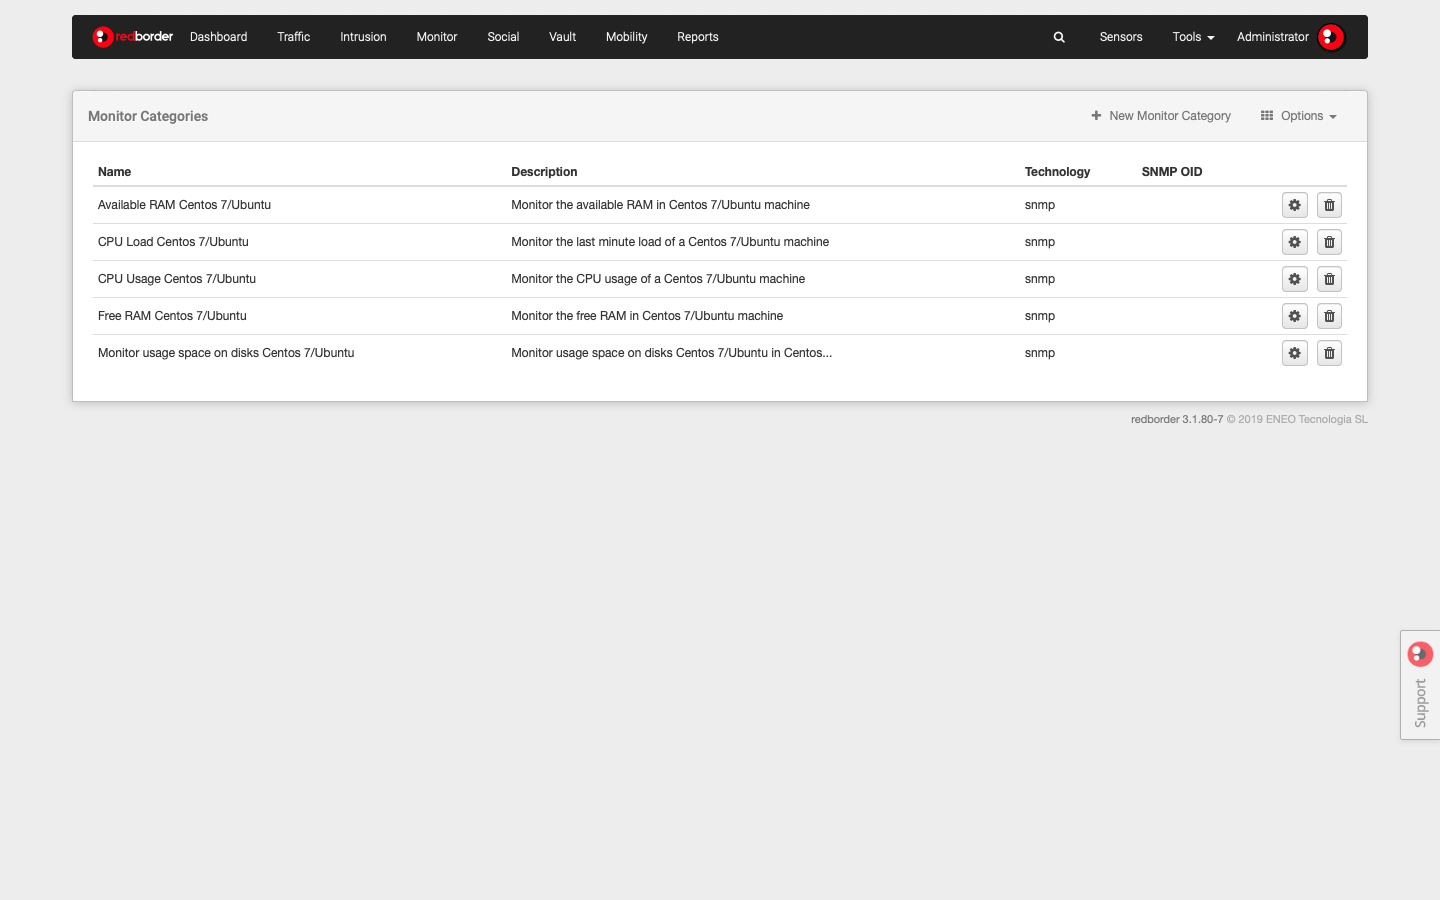 redborder Dashboard Traffic Intrusion Monitor Social Vault Mobility Reports Sensors Tools Administrator
Monitor Categories New Monitor Category Options
Name Description Technology SNMP OID
Available RAM Centos 7/Ubuntu Monitor the available RAM in Centos 7/Ubuntu machine snmp
CPU Load Centos 7/Ubuntu Monitor the last minute load of a Centos 7/Ubuntu machine snmp
CPU Usage Centos 7/Ubuntu Monitor the CPU usage of a Centos 7/Ubuntu machine snmp
Free RAM Centos 7/Ubuntu Monitor the free RAM in Centos 7/Ubuntu machine snmp
Monitor usage space on disks Centos 7/Ubuntu Monitor usage space on disks Centos 7/Ubuntu in Centos... snmp
redborder 3.1.80-7 © 2019 ENEO Tecnologia SL
Support